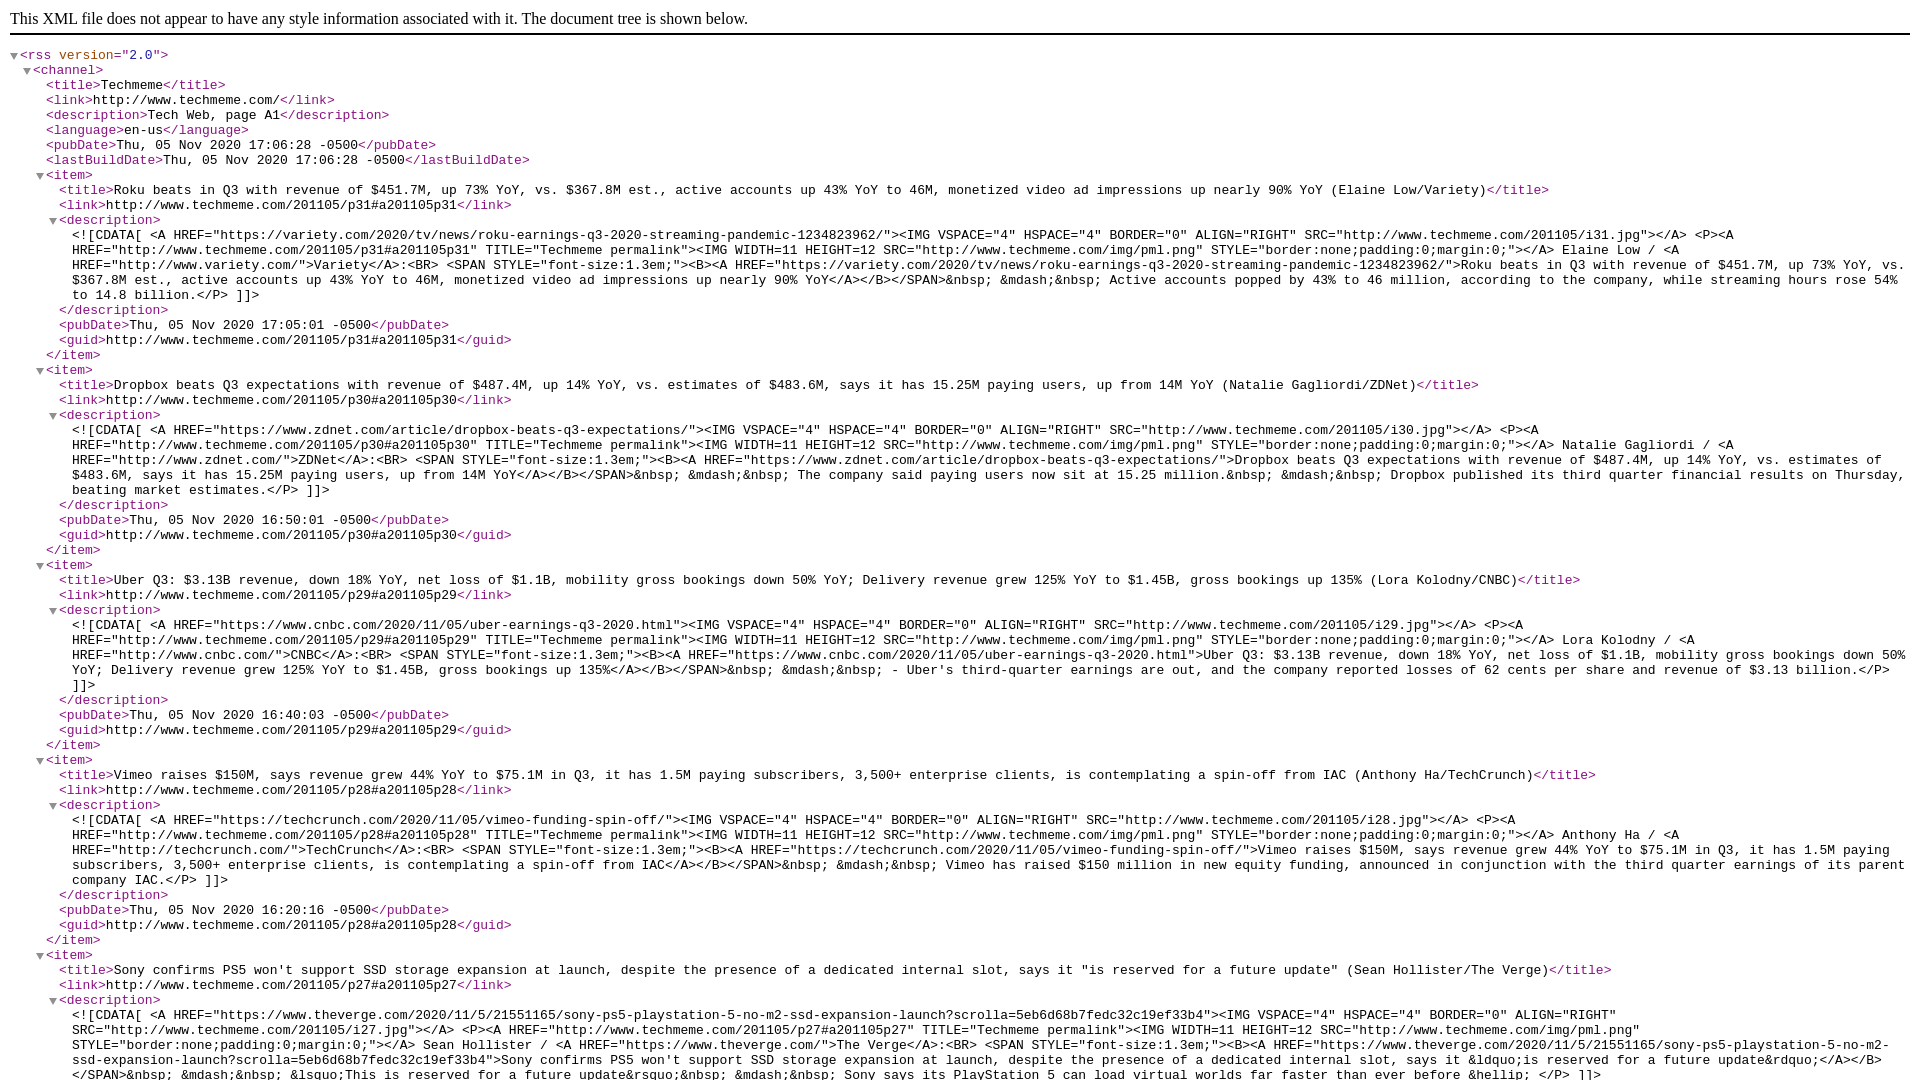 This XML file does not appear to have any style information associated with it. The document tree is shown below.
<rss version="2.0">
<channel>
<title>Techmeme</title>
<link>http://www.techmeme.com/</link>
<description>Tech Web, page A1</description>
<language>en-us</language>
<pubDate>Thu, 05 Nov 2020 17:06:28 -0500</pubDate>
<lastBuildDate>Thu, 05 Nov 2020 17:06:28 -0500</lastBuildDate>
<item>
<title>Roku beats in Q3 with revenue of $451.7M, up 73% YoY, vs. $367.8M est., active accounts up 43% YoY to 46M, monetized video ad impressions up nearly 90% YoY (Elaine Low/Variety)</title>
<link>http://www.techmeme.com/201105/p31#a201105p31</link>
<description>
<![CDATA[ <A HREF="https://variety.com/2020/tv/news/roku-earnings-q3-2020-streaming-pandemic-1234823962/"><IMG VSPACE="4" HSPACE="4" BORDER="0" ALIGN="RIGHT" SRC="http://www.techmeme.com/201105/i31.jpg"></A> <P><A
HREF="http://www.techmeme.com/201105/p31#a201105p31" TITLE="Techmeme permalink"><IMG WIDTH=11 HEIGHT=12 SRC="http://www.techmeme.com/img/pml.png" STYLE="border:none;padding:0;margin:0;"></A> Elaine Low / <A
HREF="http://www.variety.com/">Variety</A>:<BR> <SPAN STYLE="font-size:1.3em;"><B><A HREF="https://variety.com/2020/tv/news/roku-earnings-q3-2020-streaming-pandemic-1234823962/">Roku beats in Q3 with revenue of $451.7M, up 73% YoY, vs.
$367.8M est., active accounts up 43% YoY to 46M, monetized video ad impressions up nearly 90% YoY</A></B></SPAN>&nbsp; &mdash;&nbsp; Active accounts popped by 43% to 46 million, according to the company, while streaming hours rose 54%
to 14.8 billion.</P> ]]>
</description>
<pubDate>Thu, 05 Nov 2020 17:05:01 -0500</pubDate>
<guid>http://www.techmeme.com/201105/p31#a201105p31</guid>
</item>
<item>
<title>Dropbox beats Q3 expectations with revenue of $487.4M, up 14% YoY, vs. estimates of $483.6M, says it has 15.25M paying users, up from 14M YoY (Natalie Gagliordi/ZDNet)</title>
<link>http://www.techmeme.com/201105/p30#a201105p30</link>
<description>
<![CDATA[ <A HREF="https://www.zdnet.com/article/dropbox-beats-q3-expectations/"><IMG VSPACE="4" HSPACE="4" BORDER="0" ALIGN="RIGHT" SRC="http://www.techmeme.com/201105/i30.jpg"></A> <P><A
HREF="http://www.techmeme.com/201105/p30#a201105p30" TITLE="Techmeme permalink"><IMG WIDTH=11 HEIGHT=12 SRC="http://www.techmeme.com/img/pml.png" STYLE="border:none;padding:0;margin:0;"></A> Natalie Gagliordi / <A
HREF="http://www.zdnet.com/">ZDNet</A>:<BR> <SPAN STYLE="font-size:1.3em;"><B><A HREF="https://www.zdnet.com/article/dropbox-beats-q3-expectations/">Dropbox beats Q3 expectations with revenue of $487.4M, up 14% YoY, vs. estimates of
$483.6M, says it has 15.25M paying users, up from 14M YoY</A></B></SPAN>&nbsp; &mdash;&nbsp; The company said paying users now sit at 15.25 million.&nbsp; &mdash;&nbsp; Dropbox published its third quarter financial results on Thursday,
beating market estimates.</P> ]]>
</description>
<pubDate>Thu, 05 Nov 2020 16:50:01 -0500</pubDate>
<guid>http://www.techmeme.com/201105/p30#a201105p30</guid>
</item>
<item>
<title>Uber Q3: $3.13B revenue, down 18% YoY, net loss of $1.1B, mobility gross bookings down 50% YoY; Delivery revenue grew 125% YoY to $1.45B, gross bookings up 135% (Lora Kolodny/CNBC)</title>
<link>http://www.techmeme.com/201105/p29#a201105p29</link>
<description>
<![CDATA[ <A HREF="https://www.cnbc.com/2020/11/05/uber-earnings-q3-2020.html"><IMG VSPACE="4" HSPACE="4" BORDER="0" ALIGN="RIGHT" SRC="http://www.techmeme.com/201105/i29.jpg"></A> <P><A
HREF="http://www.techmeme.com/201105/p29#a201105p29" TITLE="Techmeme permalink"><IMG WIDTH=11 HEIGHT=12 SRC="http://www.techmeme.com/img/pml.png" STYLE="border:none;padding:0;margin:0;"></A> Lora Kolodny / <A
HREF="http://www.cnbc.com/">CNBC</A>:<BR> <SPAN STYLE="font-size:1.3em;"><B><A HREF="https://www.cnbc.com/2020/11/05/uber-earnings-q3-2020.html">Uber Q3: $3.13B revenue, down 18% YoY, net loss of $1.1B, mobility gross bookings down 50%
YoY; Delivery revenue grew 125% YoY to $1.45B, gross bookings up 135%</A></B></SPAN>&nbsp; &mdash;&nbsp; - Uber's third-quarter earnings are out, and the company reported losses of 62 cents per share and revenue of $3.13 billion.</P>
]]>
</description>
<pubDate>Thu, 05 Nov 2020 16:40:03 -0500</pubDate>
<guid>http://www.techmeme.com/201105/p29#a201105p29</guid>
</item>
<item>
<title>Vimeo raises $150M, says revenue grew 44% YoY to $75.1M in Q3, it has 1.5M paying subscribers, 3,500+ enterprise clients, is contemplating a spin-off from IAC (Anthony Ha/TechCrunch)</title>
<link>http://www.techmeme.com/201105/p28#a201105p28</link>
<description>
<![CDATA[ <A HREF="https://techcrunch.com/2020/11/05/vimeo-funding-spin-off/"><IMG VSPACE="4" HSPACE="4" BORDER="0" ALIGN="RIGHT" SRC="http://www.techmeme.com/201105/i28.jpg"></A> <P><A
HREF="http://www.techmeme.com/201105/p28#a201105p28" TITLE="Techmeme permalink"><IMG WIDTH=11 HEIGHT=12 SRC="http://www.techmeme.com/img/pml.png" STYLE="border:none;padding:0;margin:0;"></A> Anthony Ha / <A
HREF="http://techcrunch.com/">TechCrunch</A>:<BR> <SPAN STYLE="font-size:1.3em;"><B><A HREF="https://techcrunch.com/2020/11/05/vimeo-funding-spin-off/">Vimeo raises $150M, says revenue grew 44% YoY to $75.1M in Q3, it has 1.5M paying
subscribers, 3,500+ enterprise clients, is contemplating a spin-off from IAC</A></B></SPAN>&nbsp; &mdash;&nbsp; Vimeo has raised $150 million in new equity funding, announced in conjunction with the third quarter earnings of its parent
company IAC.</P> ]]>
</description>
<pubDate>Thu, 05 Nov 2020 16:20:16 -0500</pubDate>
<guid>http://www.techmeme.com/201105/p28#a201105p28</guid>
</item>
<item>
<title>Sony confirms PS5 won't support SSD storage expansion at launch, despite the presence of a dedicated internal slot, says it "is reserved for a future update" (Sean Hollister/The Verge)</title>
<link>http://www.techmeme.com/201105/p27#a201105p27</link>
<description>
<![CDATA[ <A HREF="https://www.theverge.com/2020/11/5/21551165/sony-ps5-playstation-5-no-m2-ssd-expansion-launch?scrolla=5eb6d68b7fedc32c19ef33b4"><IMG VSPACE="4" HSPACE="4" BORDER="0" ALIGN="RIGHT"
SRC="http://www.techmeme.com/201105/i27.jpg"></A> <P><A HREF="http://www.techmeme.com/201105/p27#a201105p27" TITLE="Techmeme permalink"><IMG WIDTH=11 HEIGHT=12 SRC="http://www.techmeme.com/img/pml.png"
STYLE="border:none;padding:0;margin:0;"></A> Sean Hollister / <A HREF="https://www.theverge.com/">The Verge</A>:<BR> <SPAN STYLE="font-size:1.3em;"><B><A HREF="https://www.theverge.com/2020/11/5/21551165/sony-ps5-playstation-5-no-m2-
ssd-expansion-launch?scrolla=5eb6d68b7fedc32c19ef33b4">Sony confirms PS5 won't support SSD storage expansion at launch, despite the presence of a dedicated internal slot, says it &ldquo;is reserved for a future update&rdquo;</A></B>
</SPAN>&nbsp; &mdash;&nbsp; &lsquo;This is reserved for a future update&rsquo;&nbsp; &mdash;&nbsp; Sony says its PlayStation 5 can load virtual worlds far faster than ever before &hellip; </P> ]]>